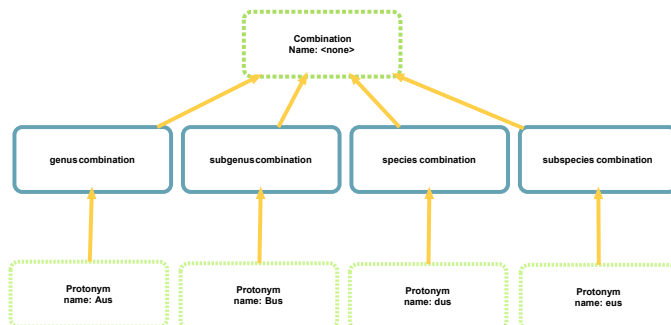 Combination
Name: <none>
genus combination
subgenus combination
species combination
subspecies combination
Protonym
name: Aus
Protonym
name: Bus
Protonym
name: dus
Protonym
name: eus